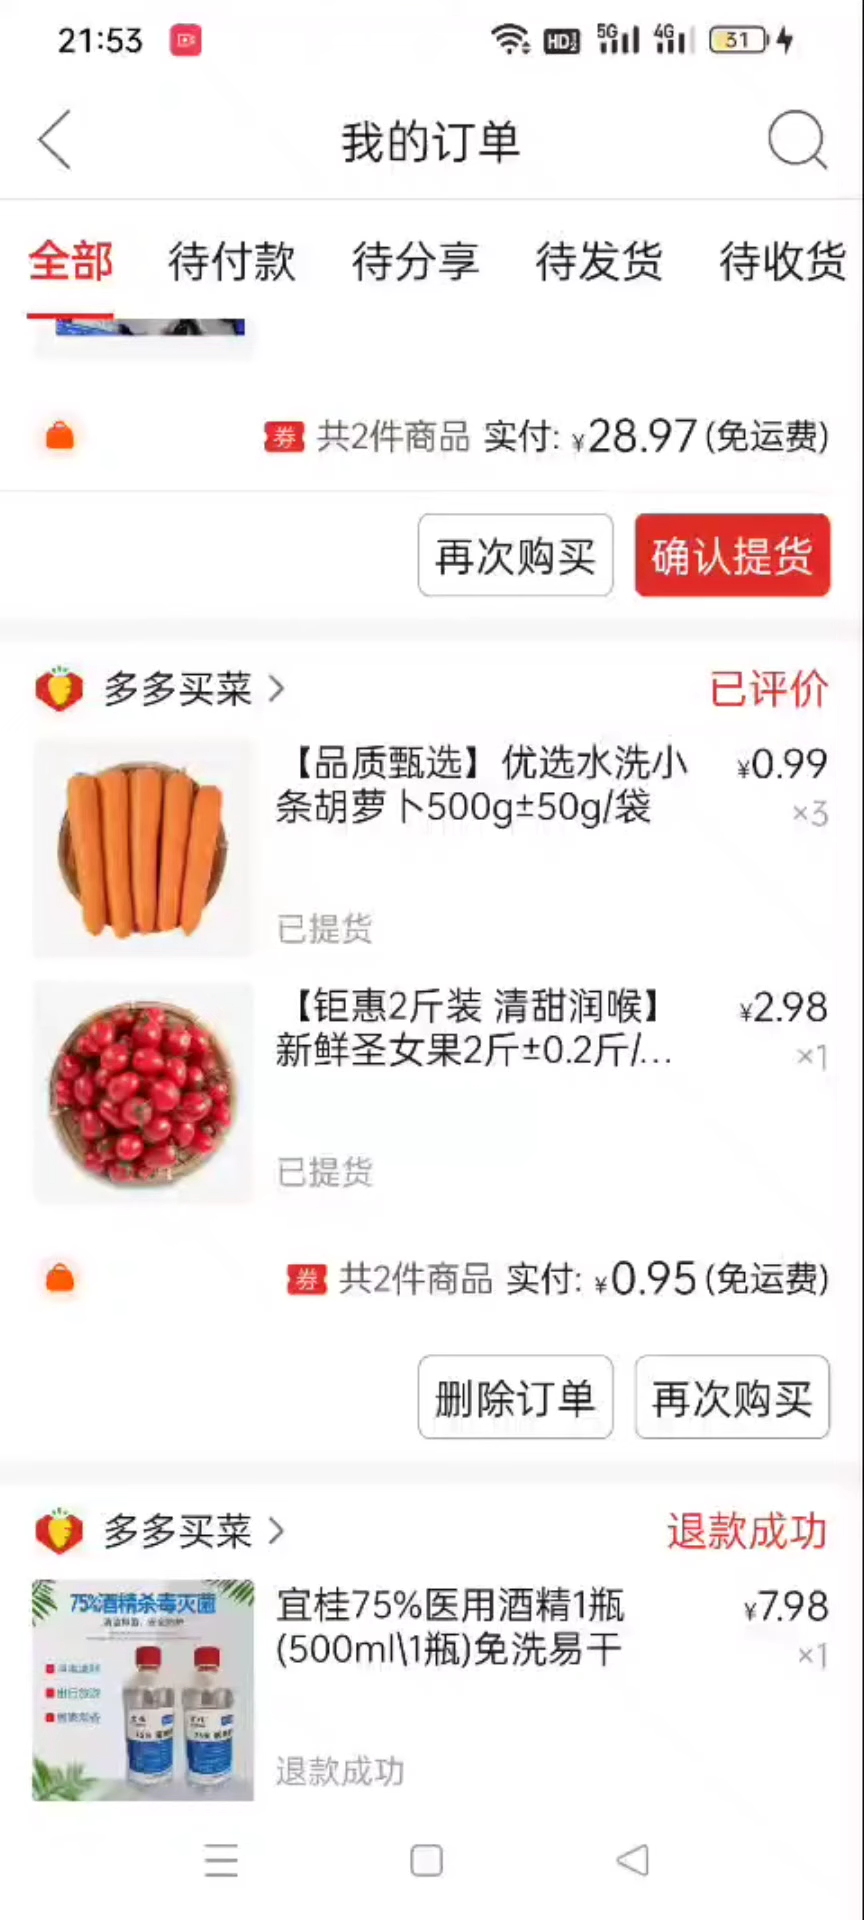 21:53
HD 5G 4G 31
我的订单
全部 待付款 待分享 待发货 待收货
券 共2件商品 实付: ¥28.97 (免运费)
再次购买 确认提货
多多买菜 已评价
【品质甄选】优选水洗小 ¥0.99
条胡萝卜500g±50g/袋 ×3
已提货
【钜惠2斤装 清甜润喉】 ¥2.98
新鲜圣女果2斤±0.2斤/... ×1
已提货
券 共2件商品 实付: ¥0.95 (免运费)
删除订单 再次购买
多多买菜 退款成功
75%酒精杀毒灭菌
宜桂75%医用酒精1瓶 ¥7.98
(500ml\1瓶)免洗易干 ×1
退款成功